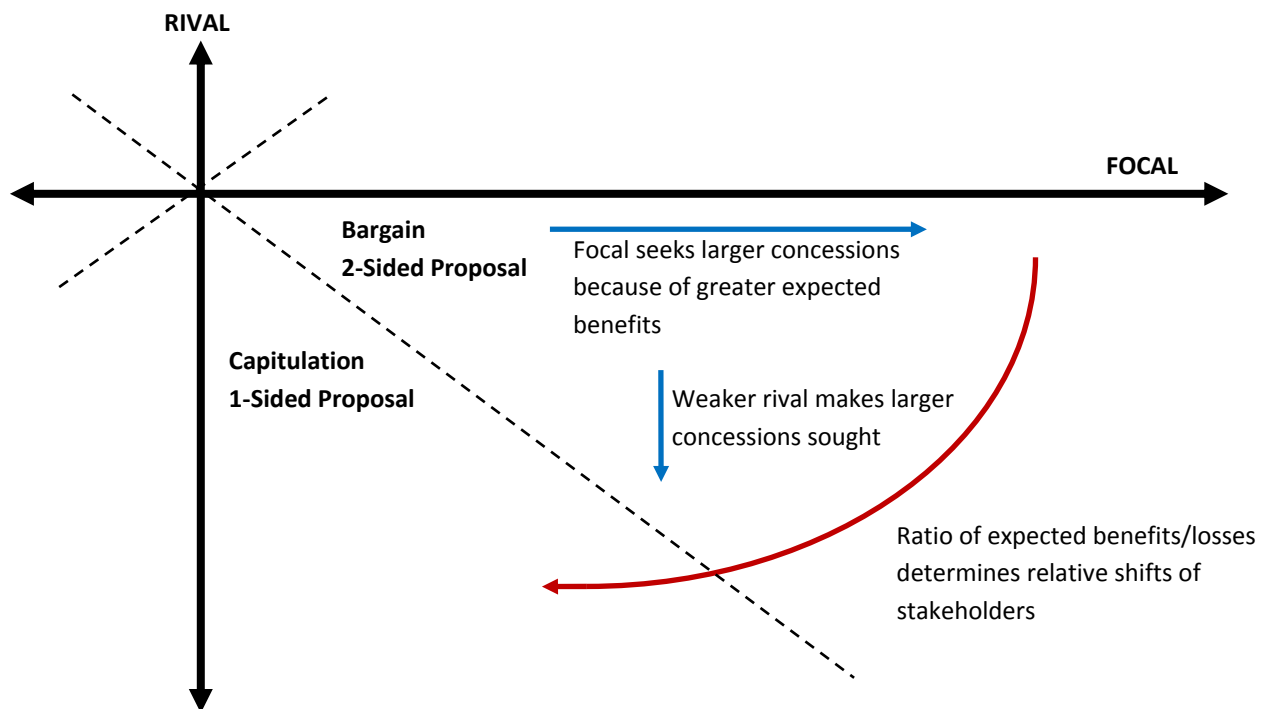 RIVAL
FOCAL
Bargain
2-Sided Proposal
Focal seeks larger concessions
because of greater expected
benefits
Capitulation
1-Sided Proposal
Weaker rival makes larger
concessions sought
Ratio of expected benefits/losses
determines relative shifts of
stakeholders